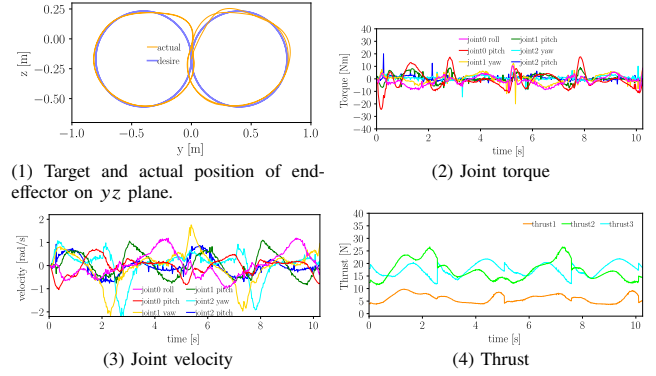 0.25
0.00
−0.25
−0.50
z [m]
actual
desire
−1.0 −0.5 0.0 0.5 1.0
y [m]
(1) Target and actual position of end-
effector on yz plane.
40
30
20
10
0
−10
−20
−30
−40
Torque [Nm]
joint0 roll joint1 pitch
joint0 pitch joint2 yaw
joint1 yaw joint2 pitch
0 2 4 6 8 10
time [s]
(2) Joint torque
2
1
0
−1
−2
velocity [rad/s]
joint0 roll joint1 pitch
joint0 pitch joint2 yaw
joint1 yaw joint2 pitch
0 2 4 6 8 10
time [s]
(3) Joint velocity
40
35
30
25
20
15
10
5
0
Thrust [N]
thrust1 thrust2 thrust3
0 2 4 6 8 10
time [s]
(4) Thrust